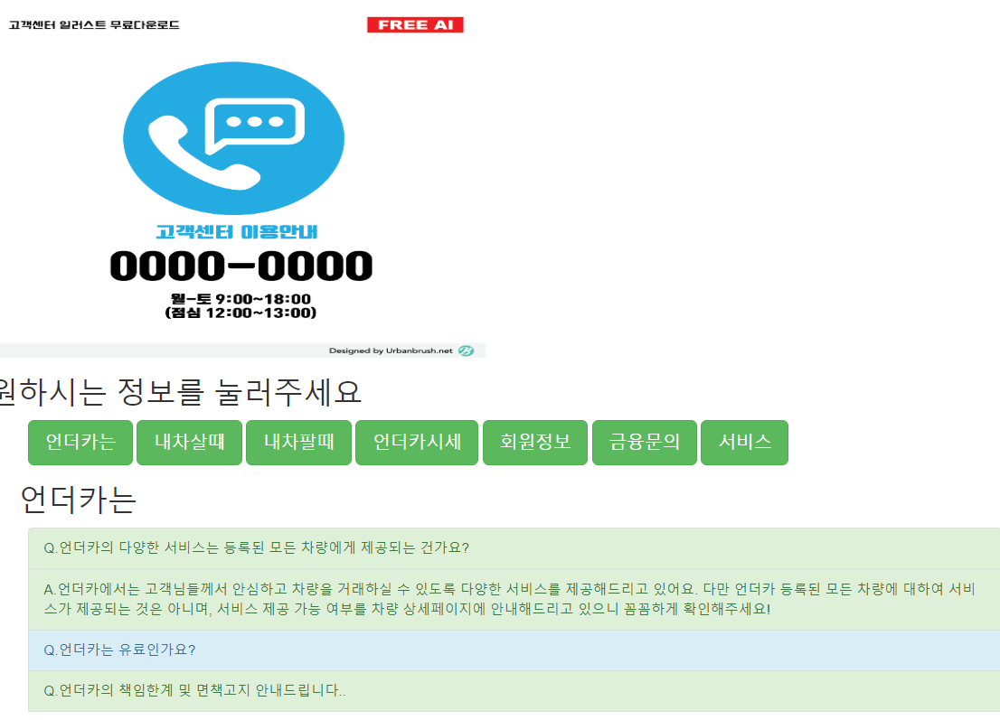 고객센터 일러스트 무료다운로드
FREE AI
고객센터 이용안내
0000-0000
월-토 9:00~18:00
(점심 12:00~13:00)
Designed by Urbanbrush.net
원하시는 정보를 눌러주세요
언더카는 내차살때 내차팔때 언더카시세 회원정보 금융문의 서비스
언더카는
Q.언더카의 다양한 서비스는 등록된 모든 차량에게 제공되는 건가요?
A.언더카에서는 고객님들께서 안심하고 차량을 거래하실 수 있도록 다양한 서비스를 제공해드리고 있어요. 다만 언더카 등록된 모든 차량에 대하여 서비
스가 제공되는 것은 아니며, 서비스 제공 가능 여부를 차량 상세페이지에 안내해드리고 있으니 꼼꼼하게 확인해주세요!
Q.언더카는 유료인가요?
Q.언더카의 책임한계 및 면책고지 안내드립니다..